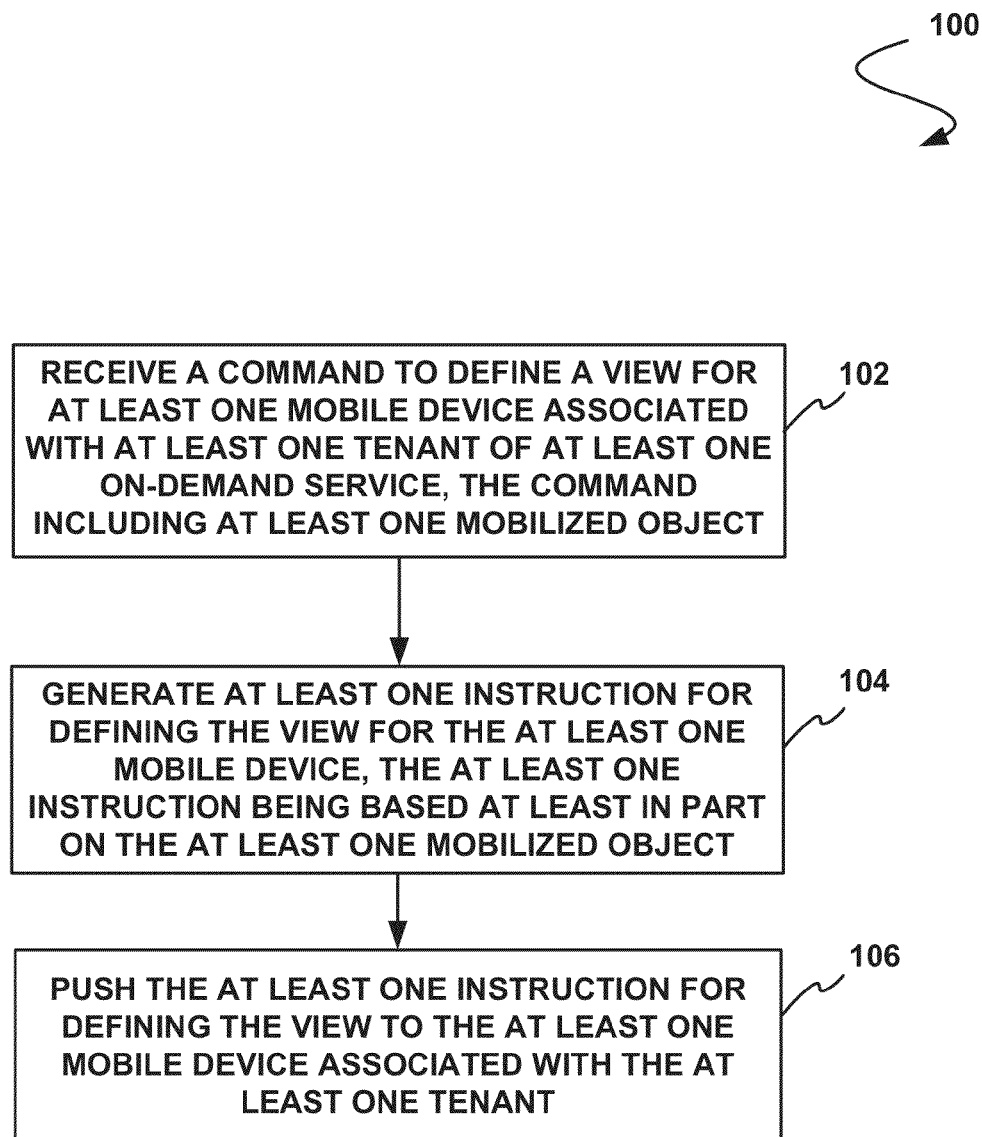 100
RECEIVE A COMMAND TO DEFINE A VIEW FOR
AT LEAST ONE MOBILE DEVICE ASSOCIATED
WITH AT LEAST ONE TENANT OF AT LEAST ONE
ON-DEMAND SERVICE, THE COMMAND
INCLUDING AT LEAST ONE MOBILIZED OBJECT
102
GENERATE AT LEAST ONE INSTRUCTION FOR
DEFINING THE VIEW FOR THE AT LEAST ONE
MOBILE DEVICE, THE AT LEAST ONE
INSTRUCTION BEING BASED AT LEAST IN PART
ON THE AT LEAST ONE MOBILIZED OBJECT
104
PUSH THE AT LEAST ONE INSTRUCTION FOR
DEFINING THE VIEW TO THE AT LEAST ONE
MOBILE DEVICE ASSOCIATED WITH THE AT
LEAST ONE TENANT
106